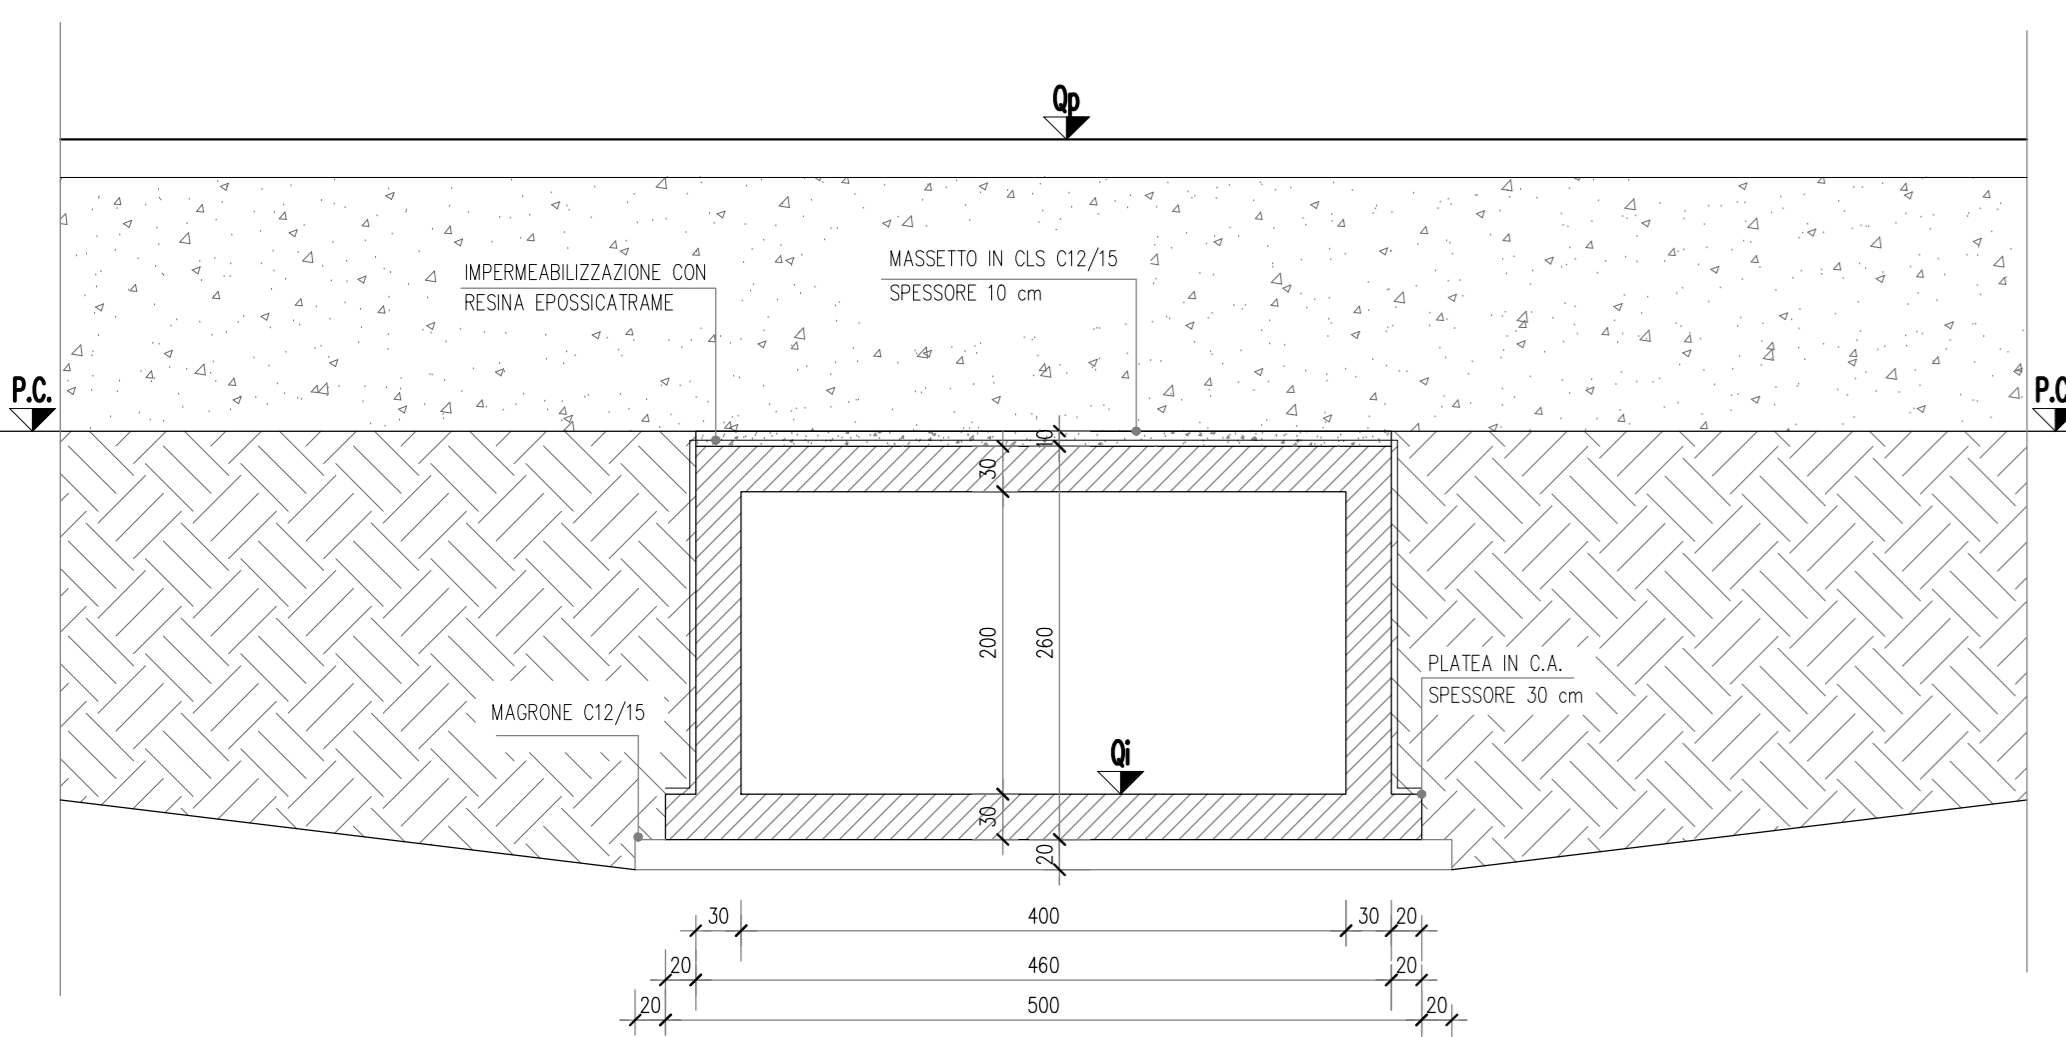 Qp
MASSETTO IN CLS C12/15
SPESSORE 10 cm
IMPERMEABILIZZAZIONE CON
RESINA EPOSSICATRAME
P.C.
P.C
10
30
200
260
PLATEA IN C.A.
SPESSORE 30 cm
MAGRONE C12/15
Qi
30
20
30
400
30
20
20
460
20
20
500
20